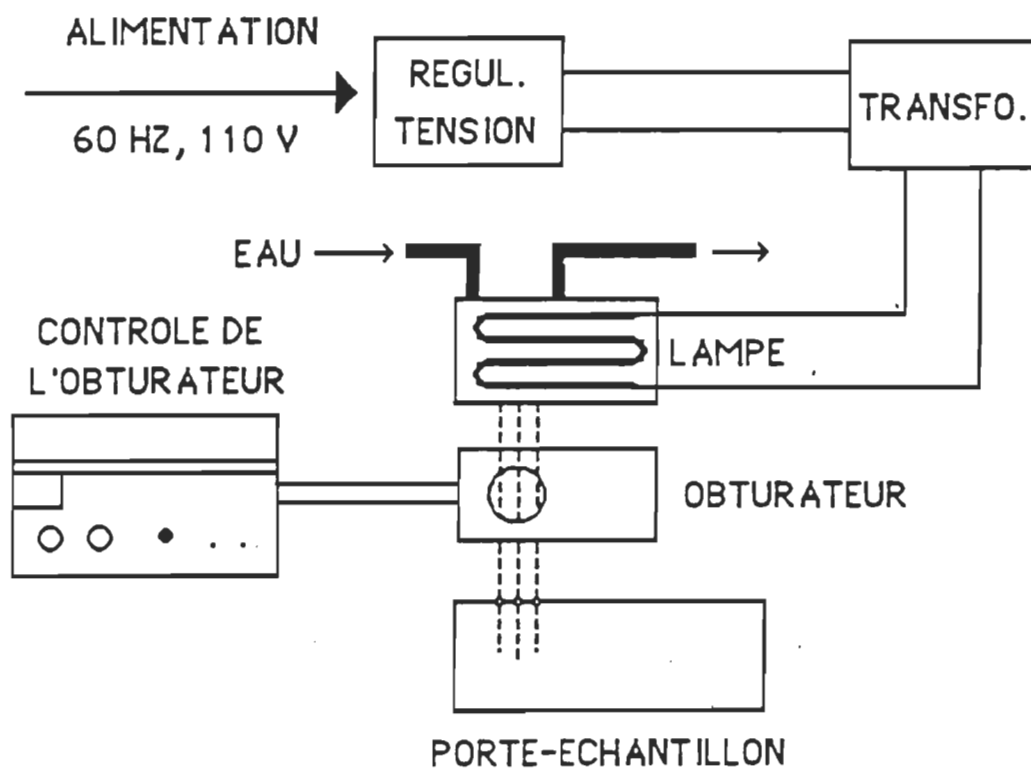 ALIMENTATION
60 HZ, 110 V
REGUL.
TENSION
TRANSFO.
EAU
LAMPE
CONTROLE DE
L'OBTURATEUR
OBTURATEUR
PORTE-ECHANTILLON